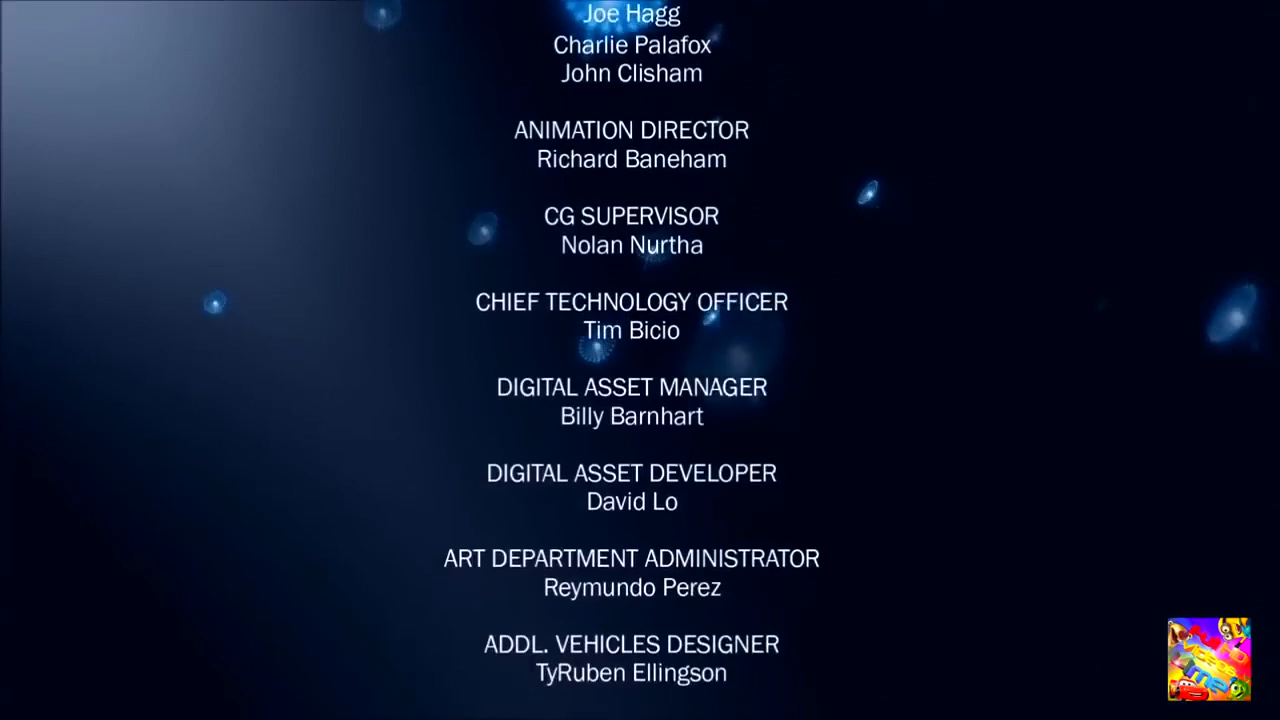 Joe Hagg
Charlie Palafox
John Clisham
ANIMATION DIRECTOR
Richard Baneham
CG SUPERVISOR
Nolan Nurtha
CHIEF TECHNOLOGY OFFICER
Tim Bicio
DIGITAL ASSET MANAGER
Billy Barnhart
DIGITAL ASSET DEVELOPER
David Lo
ART DEPARTMENT ADMINISTRATOR
Reymundo Perez
ADDL. VEHICLES DESIGNER
TyRuben Ellingson